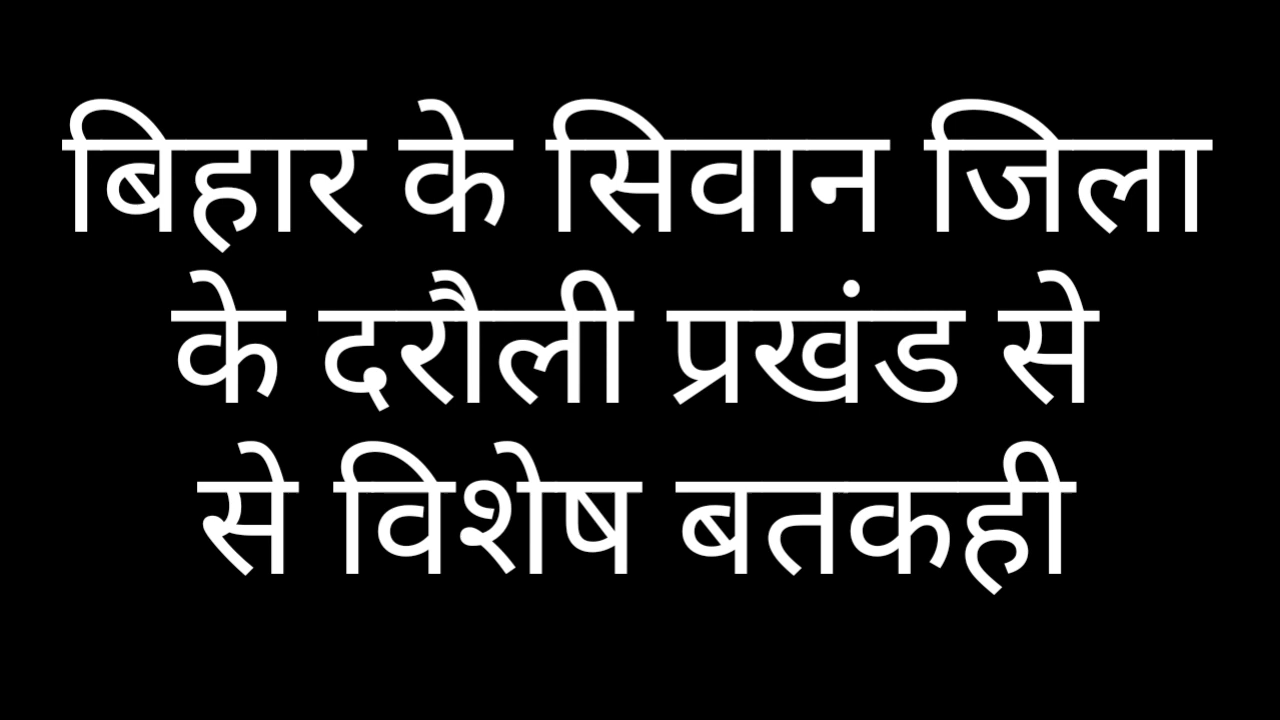 बिहार के सिवान जिला
के दरौली प्रखंड से
से विशेष बतकही